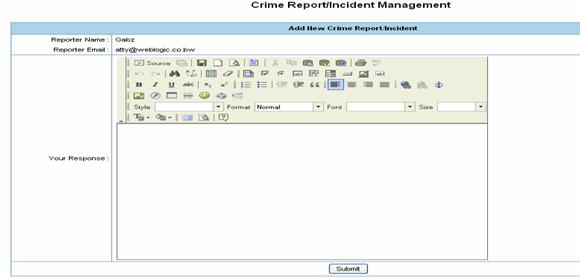 Crime Report/Incident Management
Add New Crime Report/Incident
Reporter Name : Gabz
Reporter Email : atty@weblogic.co.bw
Source
B I U ABC
Style Format Normal Font Size
Your Response :
Submit